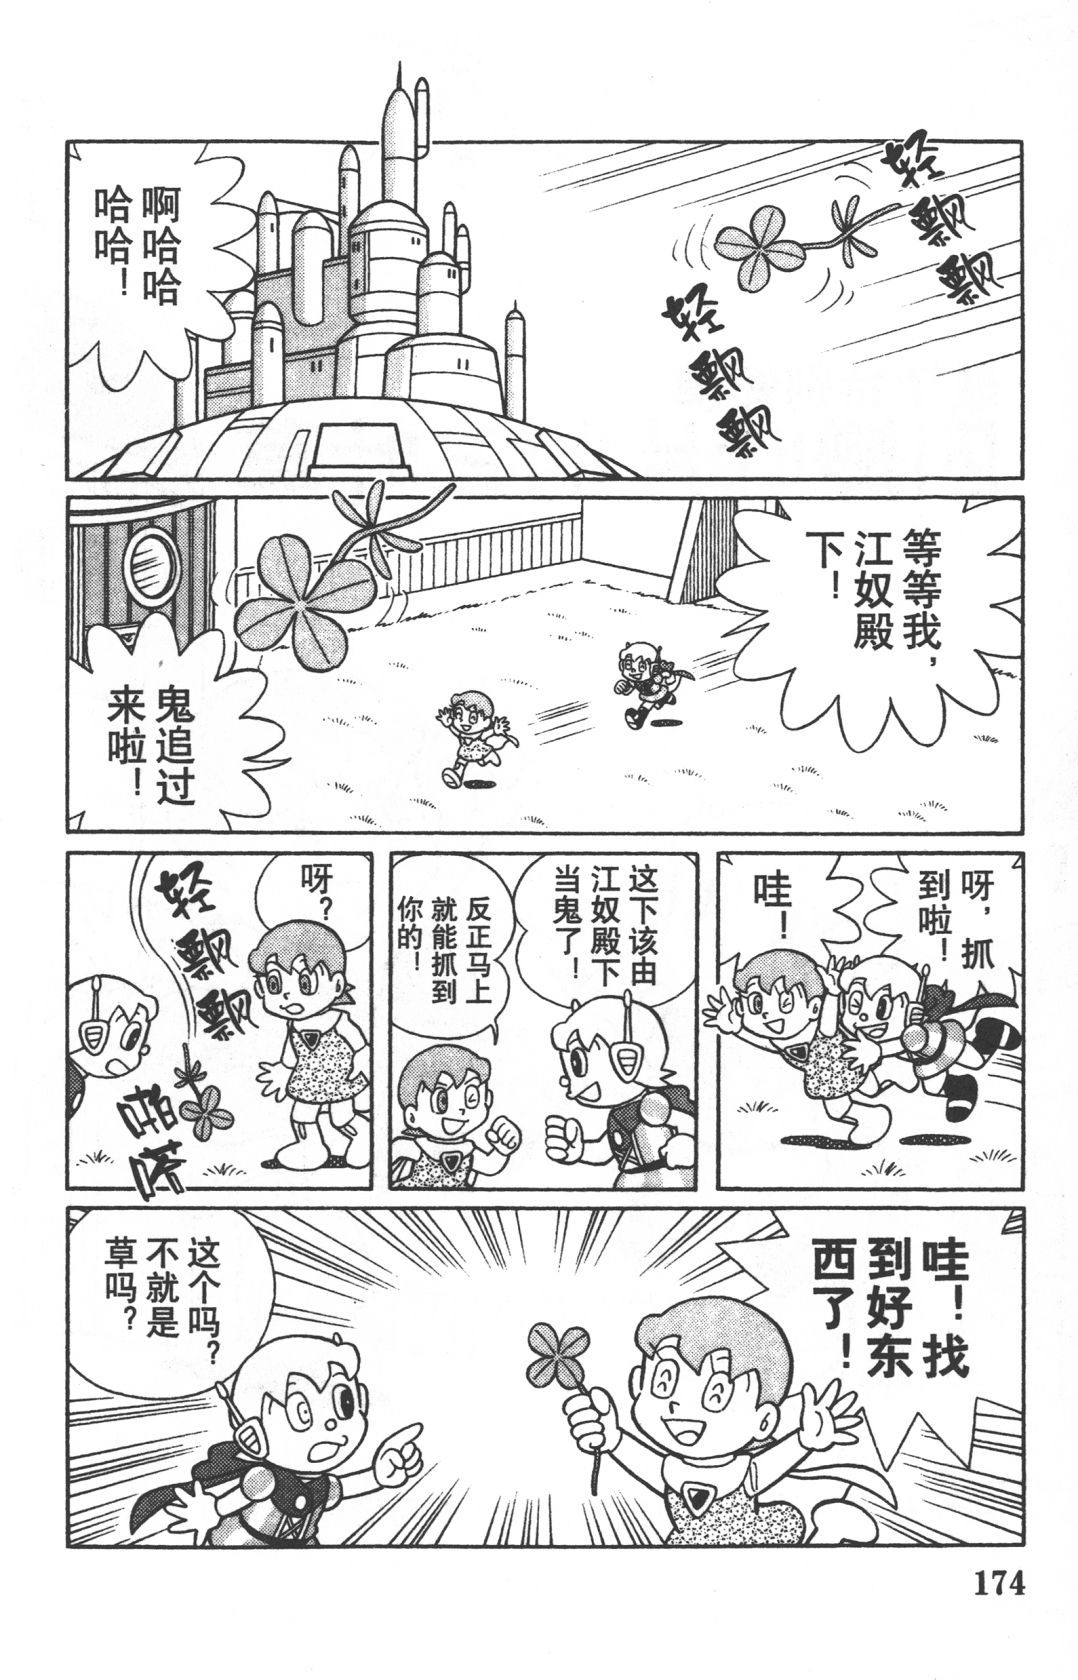 轻
飘
飘
轻
飘
飘
啊哈哈
哈哈！
等等我，
江奴殿
下！
鬼追过
来啦！
呀，抓
到啦！
哇！
这下该由
江奴殿下
当鬼了！
反正马上
就能抓到
你的！
呀？
轻
飘
飘
啪
嗒
哇！找
到好东
西了！
这个吗？
不就是
草吗？
174